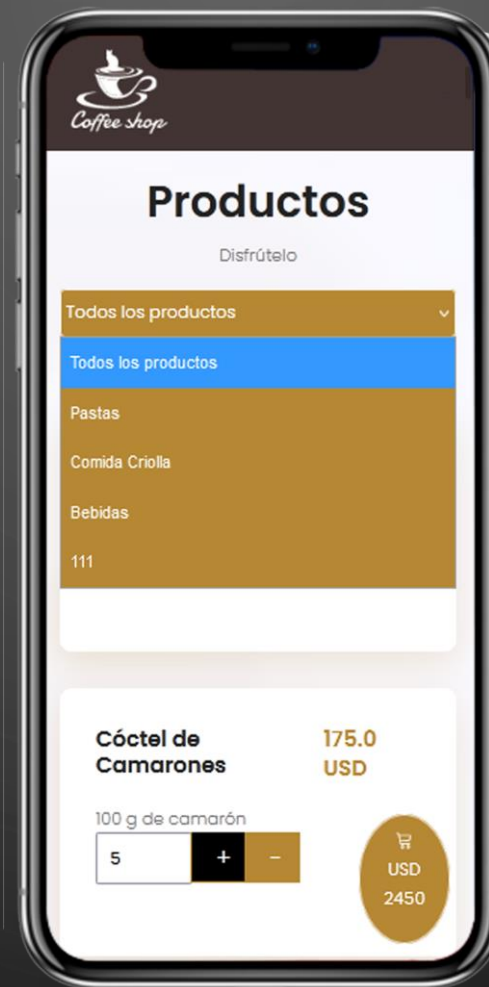 Coffee shop
Productos
Disfrútelo
Todos los productos
Todos los productos
Pastas
Comida Criolla
Bebidas
111
Cóctel de
Camarones
175.0
USD
100 g de camarón
5
+
-
USD
2450